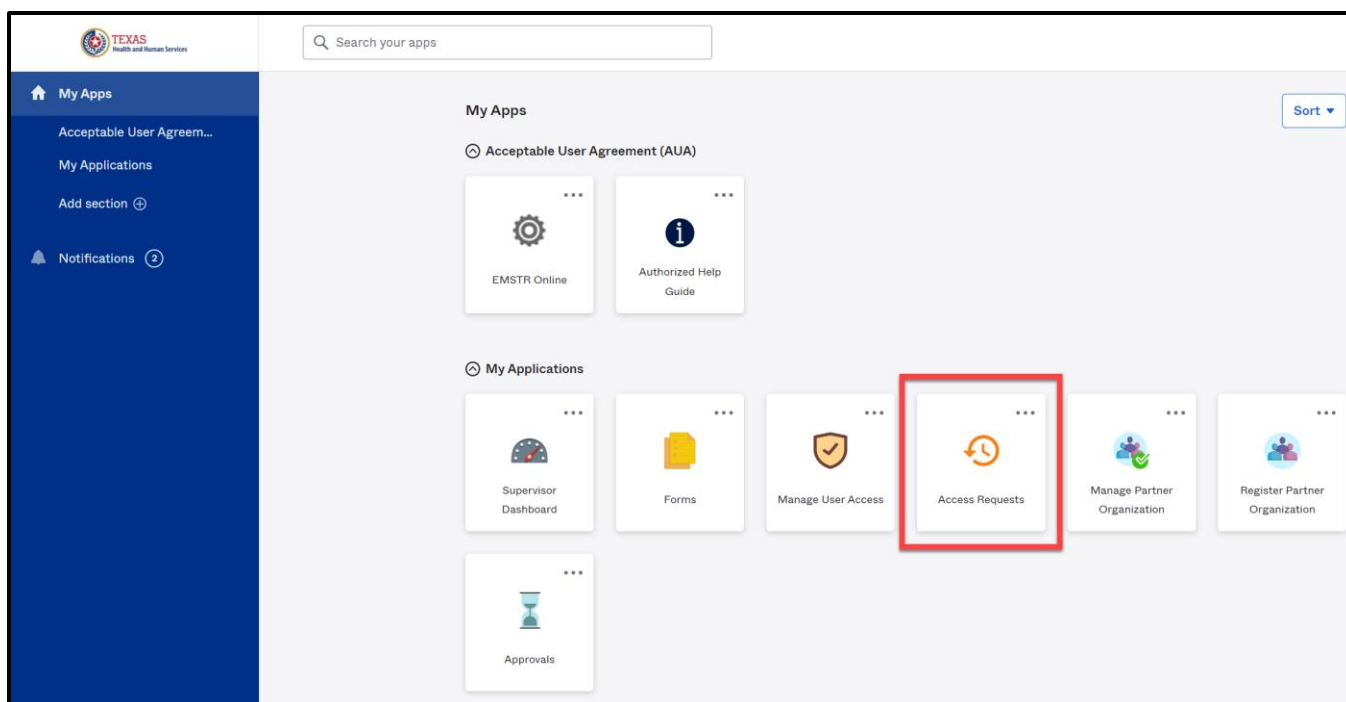 TEXAS
Health and Human Services
Search your apps
My Apps
Acceptable User Agreem...
My Applications
Add section
Notifications 2
My Apps
Sort
Acceptable User Agreement (AUA)
EMSTR Online
Authorized Help
Guide
My Applications
Supervisor
Dashboard
Forms
Manage User Access
Access Requests
Manage Partner
Organization
Register Partner
Organization
Approvals